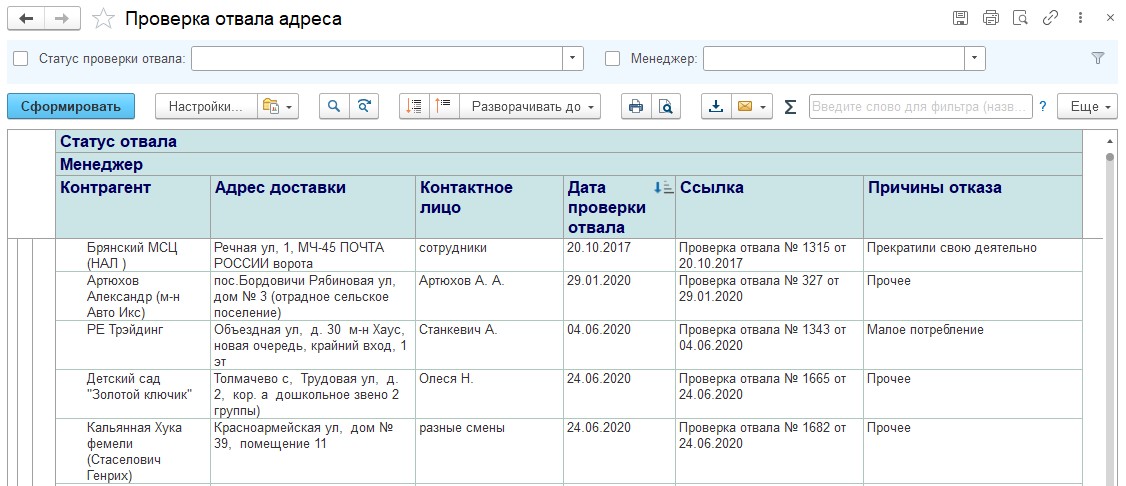 Проверка отвала адреса
Статус проверки отвала:
Менеджер:
Сформировать
Настройки...
Разворачивать до
Σ
Введите слово для фильтра (назв...
?
Еще
Статус отвала
Менеджер
Контрагент
Адрес доставки
Контактное
лицо
Дата
проверки
отвала
Ссылка
Причины отказа
Брянский МСЦ
(НАЛ )
Речная ул, 1, МЧ-45 ПОЧТА
РОССИИ ворота
сотрудники
20.10.2017
Проверка отвала № 1315 от
20.10.2017
Прекратили свою деятельно
Артюхов
Александр (м-н
Авто Икс)
пос.Бордовичи Рябиновая ул,
дом № 3 (отрадное сельское
поселение)
Артюхов А. А.
29.01.2020
Проверка отвала № 327 от
29.01.2020
Прочее
РЕ Трэйдинг
Объездная ул, д. 30 м-н Хаус,
новая очередь, крайний вход, 1
эт
Станкевич А.
04.06.2020
Проверка отвала № 1343 от
04.06.2020
Малое потребление
Детский сад
"Золотой ключик"
Толмачево с, Трудовая ул, д.
2, кор. а дошкольное звено 2
группы)
Олеся Н.
24.06.2020
Проверка отвала № 1665 от
24.06.2020
Прочее
Кальянная Хука
фемели
(Стаселович
Генрих)
Красноармейская ул, дом №
39, помещение 11
разные смены
24.06.2020
Проверка отвала № 1682 от
24.06.2020
Прочее